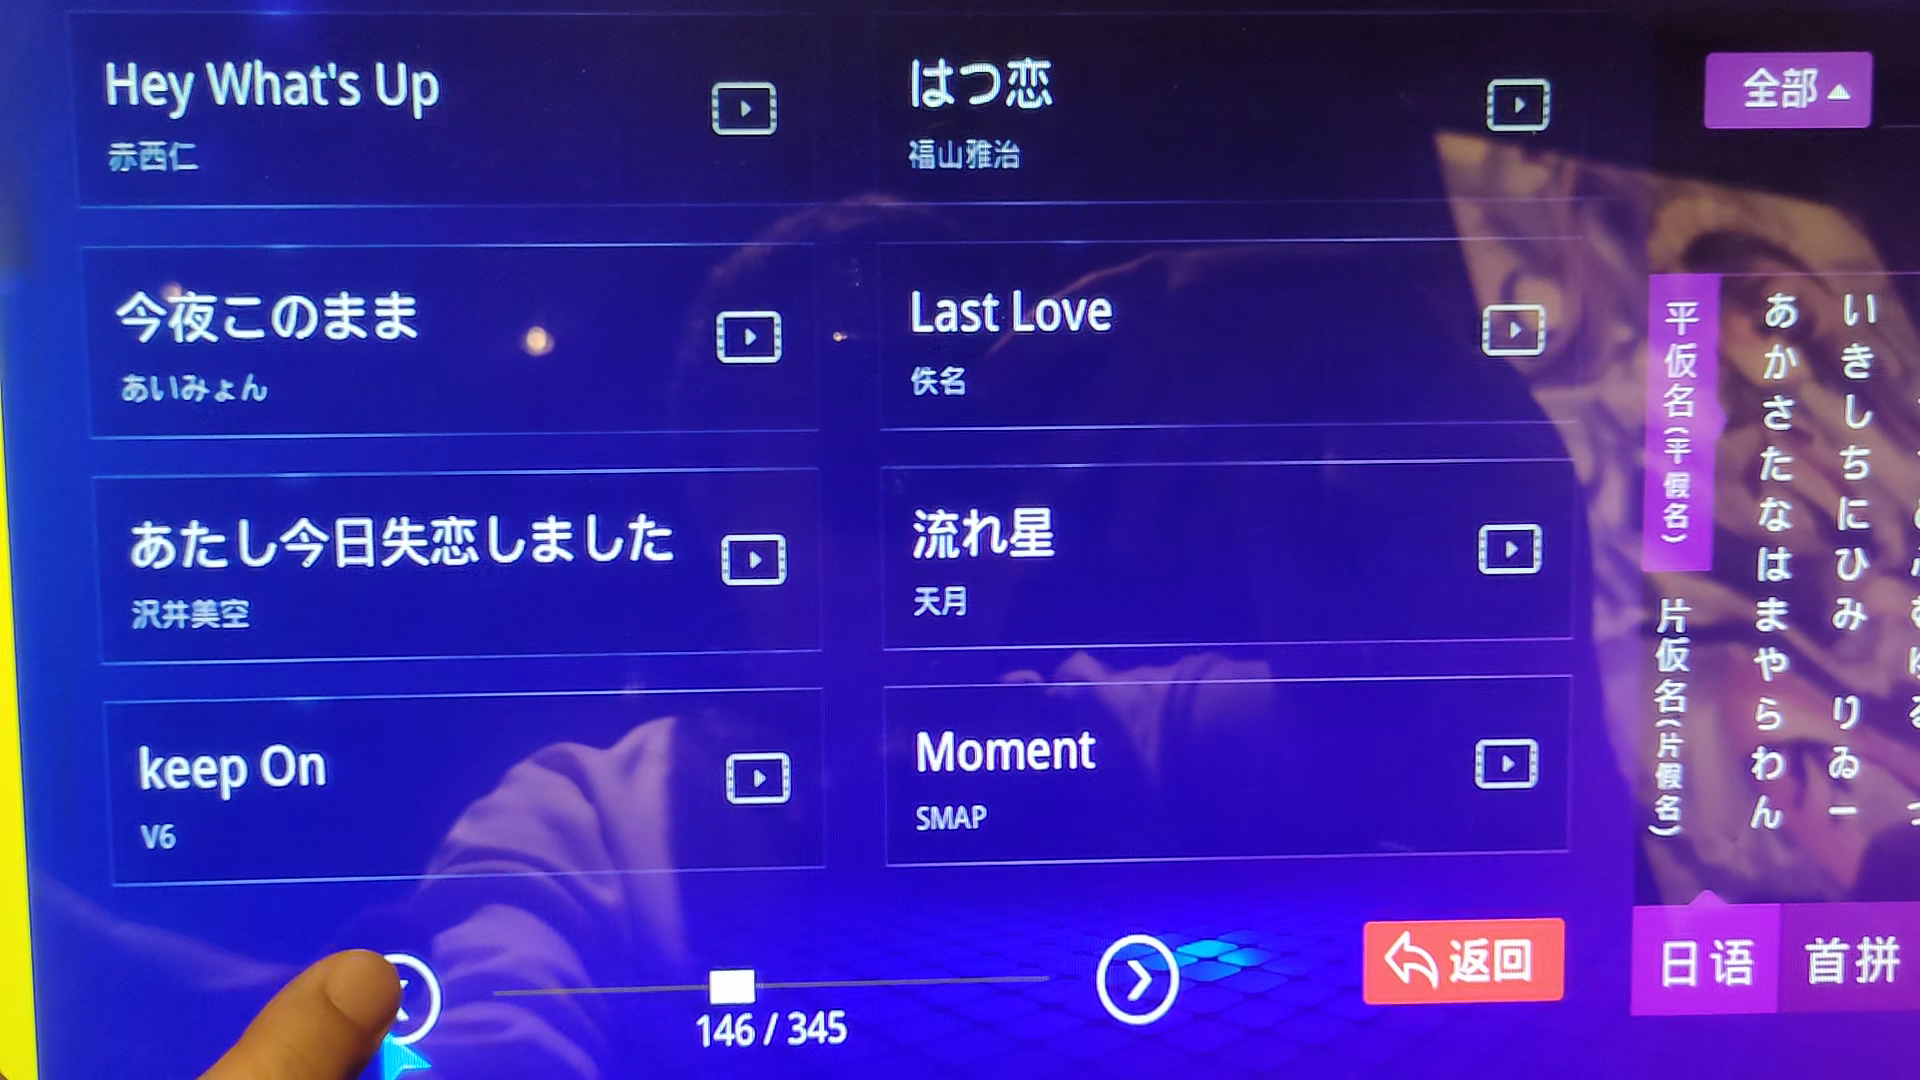 Hey What's Up
赤西仁
はつ恋
福山雅治
今夜このまま
あいみょん
Last Love
佚名
あたし今日失恋しました
沢井美空
流れ星
天月
keep On
V6
Moment
SMAP
146 / 345
返回
全部
平仮名(平假名)
片仮名(片假名)
あかさたなはまやらわん
いきしちにひみ りゐー
日语
首拼